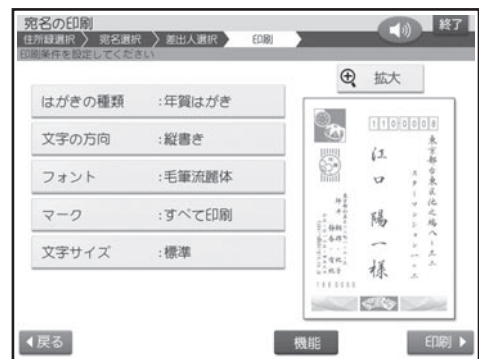 宛名の印刷
終了
住所録選択 〉 宛名選択 〉 差出人選択 印刷
印刷条件を設定してください
拡大
はがきの種類 :年賀はがき
文字の方向 :縦書き
フォント :毛筆流麗体
マーク :すべて印刷
文字サイズ :標準
1100008
江口 陽一 様
戻る
機能
印刷